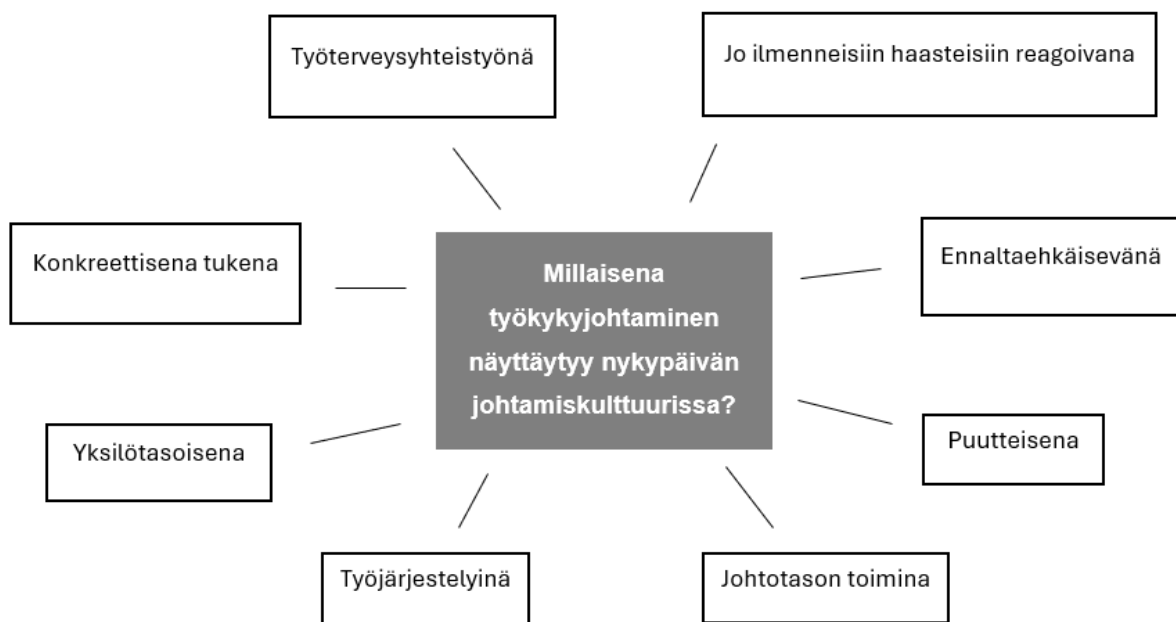 Työterveysyhteistyönä
Jo ilmenneisiin haasteisiin reagoivana
Konkreettisena tukena
Millaisena
työkykyjohtaminen
näyttäytyy nykypäivän
johtamiskulttuurissa?
Ennaltaehkäisevänä
Yksilötasoisena
Puutteisena
Työjärjestelyinä
Johtotason toimina